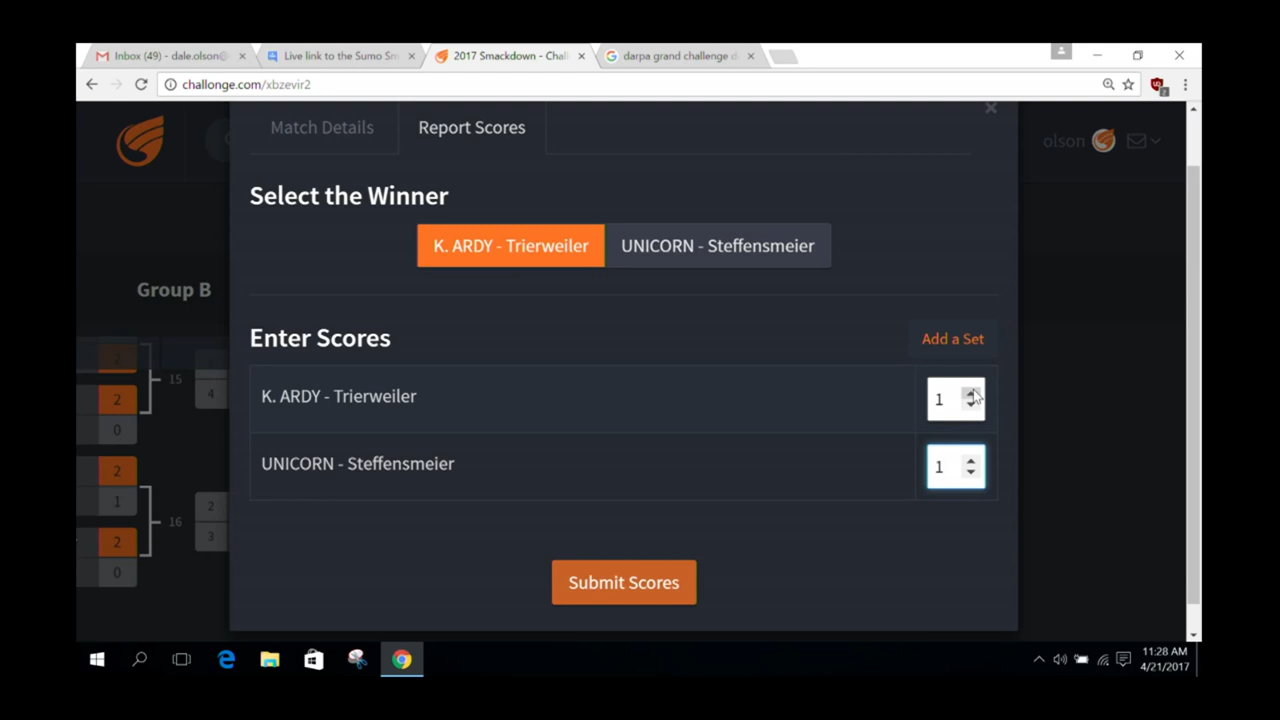 Inbox (49) - dale.olson@
Live link to the Sumo Sm
2017 Smackdown - Chall
darpa grand challenge d
challonge.com/xbzevir2
Match Details
Report Scores
olson
Select the Winner
K. ARDY - Trierweiler
UNICORN - Steffensmeier
Group B
Enter Scores
Add a Set
K. ARDY - Trierweiler
1
UNICORN - Steffensmeier
1
2
2
15
4
0
2
1
2
16
2
3
0
Submit Scores
11:28 AM
4/21/2017